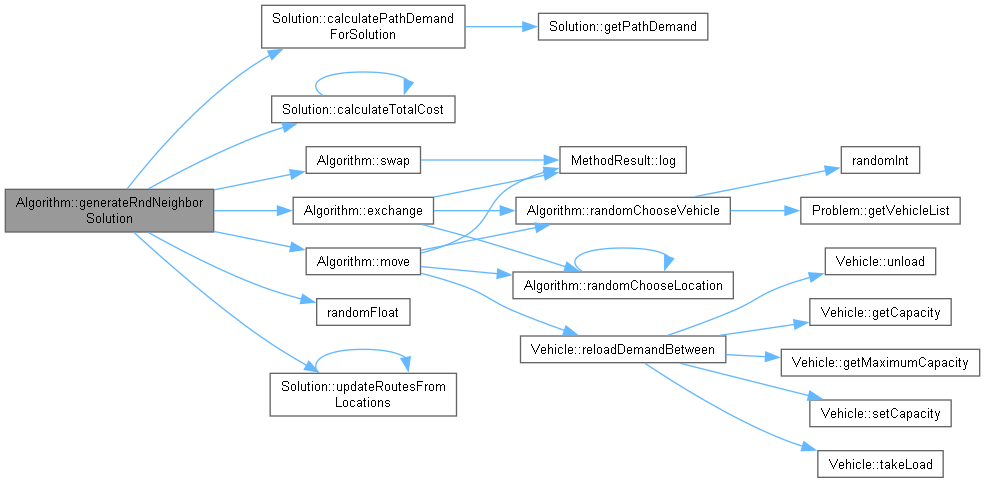 Algorithm::generateRndNeighbor
Solution
Solution::calculatePathDemand
ForSolution
Solution::getPathDemand
Solution::calculateTotalCost
Algorithm::swap
MethodResult::log
randomInt
Algorithm::exchange
Algorithm::randomChooseVehicle
Problem::getVehicleList
Algorithm::move
Algorithm::randomChooseLocation
Vehicle::unload
randomFloat
Vehicle::getCapacity
Vehicle::reloadDemandBetween
Vehicle::getMaximumCapacity
Solution::updateRoutesFrom
Locations
Vehicle::setCapacity
Vehicle::takeLoad